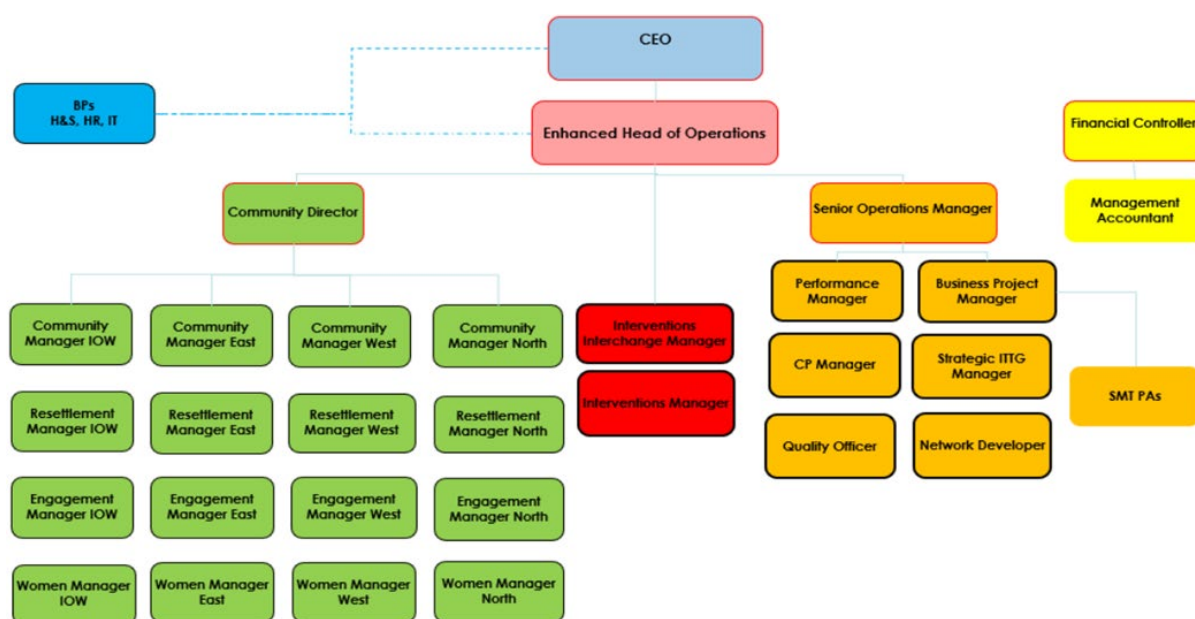 CEO
BPs
H&S, HR, IT
Enhanced Head of Operations
Financial Controller
Management
Accountant
Community Director
Senior Operations Manager
Community
Manager IOW
Community
Manager East
Community
Manager West
Community
Manager North
Resettlement
Manager IOW
Resettlement
Manager East
Resettlement
Manager West
Resettlement
Manager North
Engagement
Manager IOW
Engagement
Manager East
Engagement
Manager West
Engagement
Manager North
Women Manager
IOW
Women Manager
East
Women Manager
West
Women Manager
North
Interventions
Interchange Manager
Interventions Manager
Performance
Manager
Business Project
Manager
CP Manager
Strategic ITTG
Manager
Quality Officer
Network Developer
SMT PAs